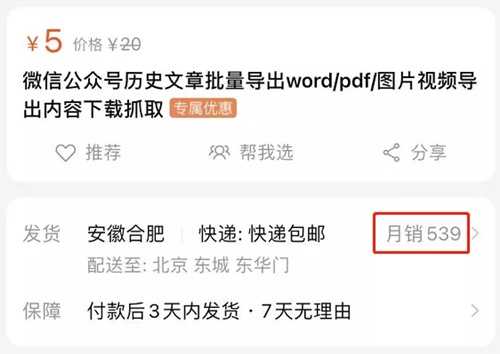 ¥5 价格 ¥20
微信公众号历史文章批量导出word/pdf/图片视频导
出内容下载抓取 专属优惠
推荐 帮我选 分享
发货 安徽合肥 快递: 快递包邮 月销 539
配送至: 北京 东城 东华门
保障 付款后3天内发货 · 7天无理由